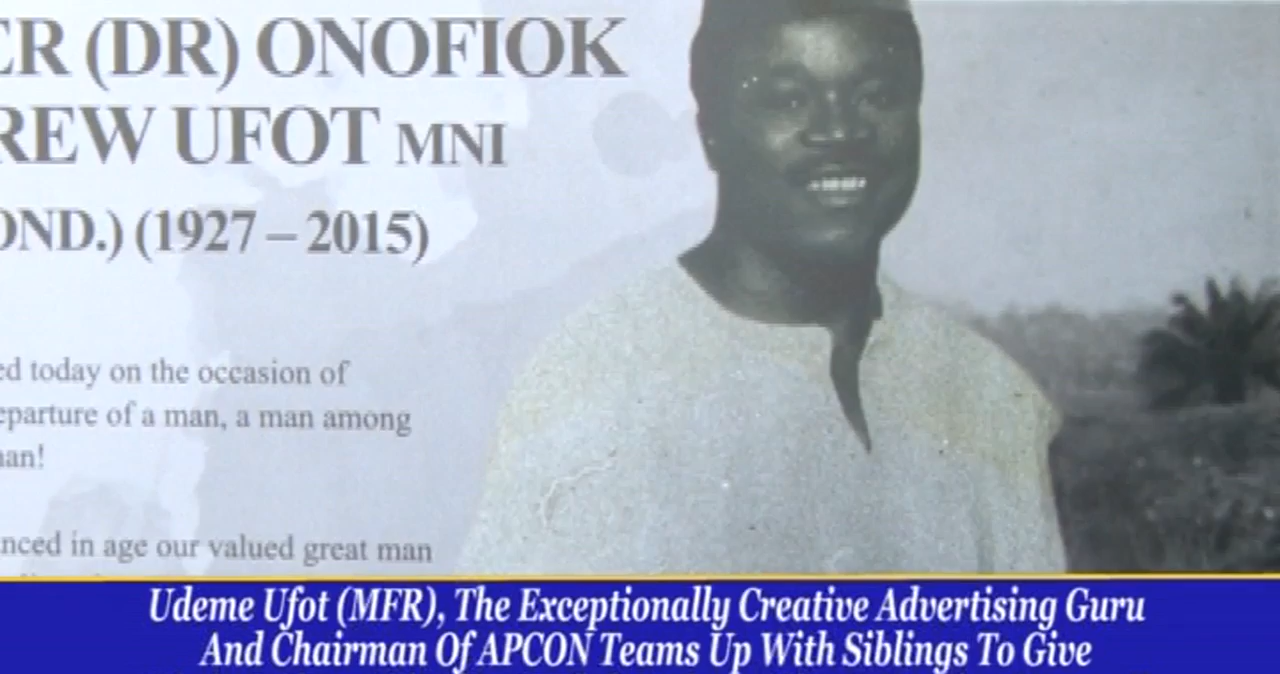 ER (DR) ONOFIOK
REW UFOT MNI
OND.) (1927 – 2015)
ed today on the occasion of
eparture of a man, a man among
nan!
nced in age our valued great man
Udeme Ufot (MFR), The Exceptionally Creative Advertising Guru
And Chairman Of APCON Teams Up With Siblings To Give